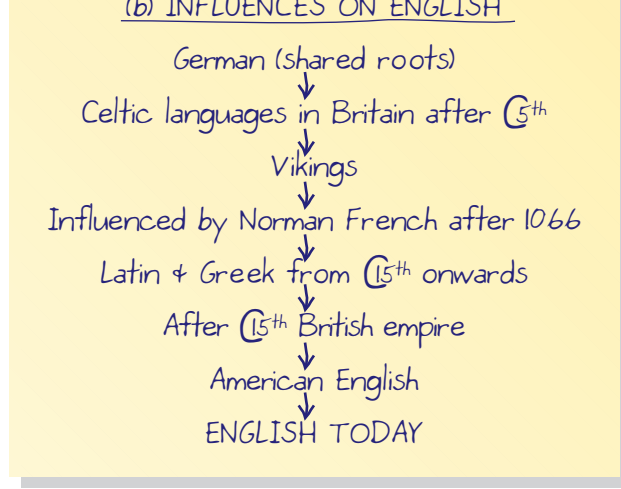 (b) INFLUENCES ON ENGLISH
German (shared roots)
Celtic languages in Britain after C5th
Vikings
Influenced by Norman French after 1066
Latin & Greek from C15th onwards
After C15th British empire
American English
ENGLISH TODAY